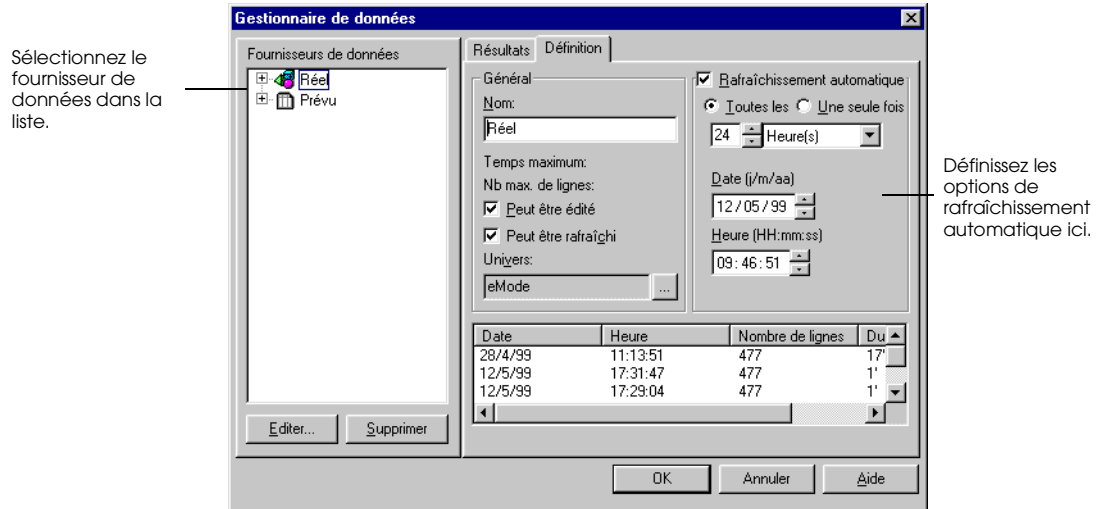 Gestionnaire de données
Sélectionnez le
fournisseur de
données dans la
liste.
Fournisseurs de données
Réel
Prévu
Editer...
Supprimer
Résultats
Définition
Général
Nom:
Réel
Temps maximum:
Nb max. de lignes:
Peut être édité
Peut être rafraîchi
Univers:
eMode
...
Rafraîchissement automatique
Toutes les
Une seule fois
24
Heure(s)
Date (j/m/aa)
12/05/99
Heure (HH:mm:ss)
09:46:51
Définissez les
options de
rafraîchissement
automatique ici.
Date Heure Nombre de lignes Du
28/4/99 11:13:51 477 17'
12/5/99 17:31:47 477 1'
12/5/99 17:29:04 477 1'
OK
Annuler
Aide